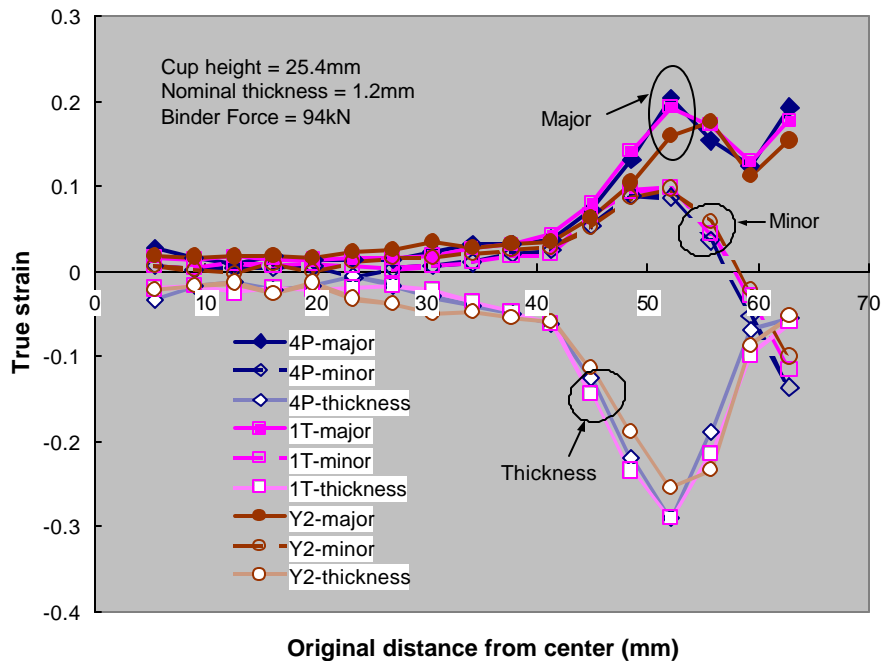 0.3
Cup height = 25.4mm
Nominal thickness = 1.2mm
Binder Force = 94kN
0.2
Major
0.1
Minor
0
0 10 20 30 40 50 60 70
True strain
-0.1
4P-major
4P-minor
4P-thickness
1T-major
1T-minor
1T-thickness
Y2-major
Y2-minor
Y2-thickness
Thickness
-0.2
-0.3
-0.4
Original distance from center (mm)